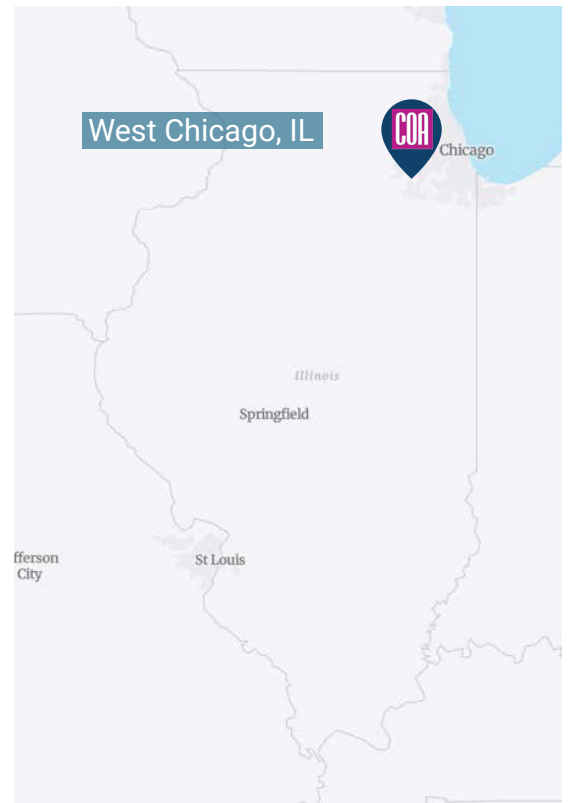 West Chicago, IL
COA
Chicago
Illinois
Springfield
St Louis
fferson
City